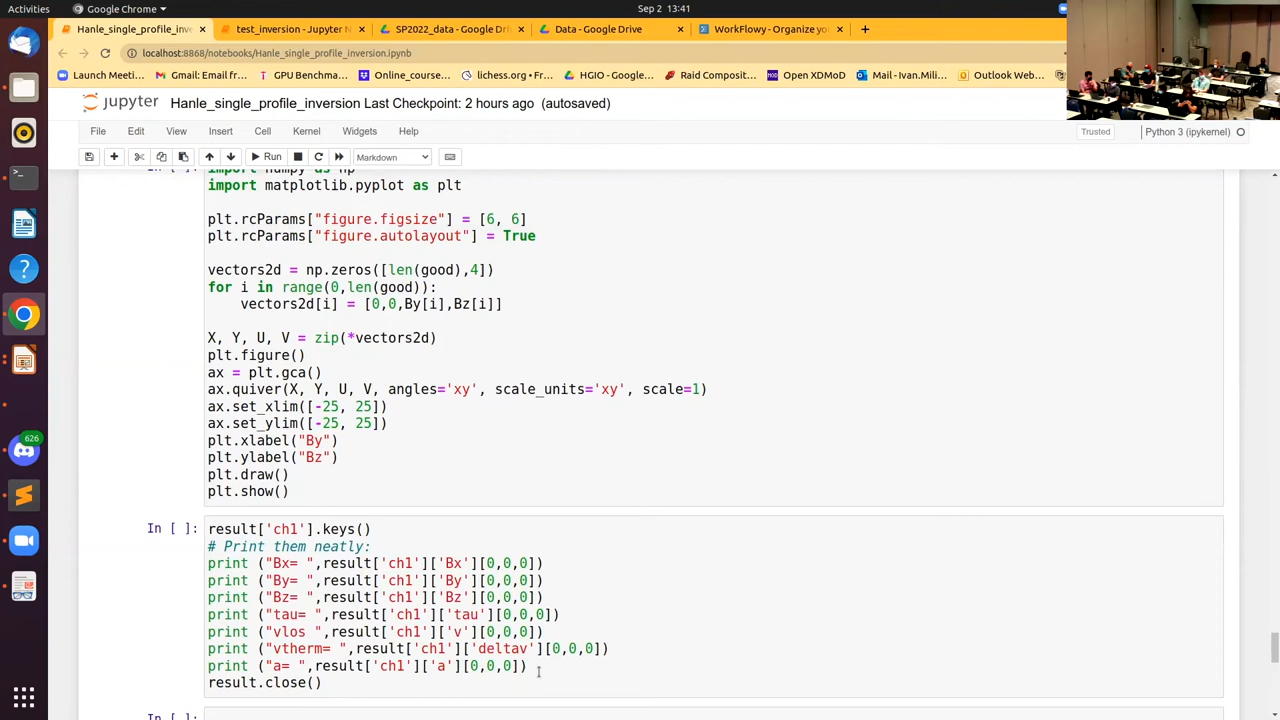 Activities
Google Chrome
Sep 2 13:41
Hanle_single_profile_inve
test_inversion - Jupyter N
SP2022_data - Google Dri
Data - Google Drive
WorkFlowy - Organize yo
localhost:8868/notebooks/Hanle_single_profile_inversion.ipynb
Launch Meeti...
Gmail: Email fr...
GPU Benchma...
Online_course...
lichess.org • Fr...
HGIO - Google...
Raid Composit...
Open XDMoD
Mail - Ivan.Mili...
Outlook Web...
jupyter
Hanle_single_profile_inversion Last Checkpoint: 2 hours ago (autosaved)
File Edit View Insert Cell Kernel Widgets Help
Trusted
Python 3 (ipykernel)
Run
Markdown
In [ ]:
import numpy as np
import matplotlib.pyplot as plt
plt.rcParams["figure.figsize"] = [6, 6]
plt.rcParams["figure.autolayout"] = True
vectors2d = np.zeros([len(good),4])
for i in range(0,len(good)):
    vectors2d[i] = [0,0,By[i],Bz[i]]
X, Y, U, V = zip(*vectors2d)
plt.figure()
ax = plt.gca()
ax.quiver(X, Y, U, V, angles='xy', scale_units='xy', scale=1)
ax.set_xlim([-25, 25])
ax.set_ylim([-25, 25])
plt.xlabel("By")
plt.ylabel("Bz")
plt.draw()
plt.show()
In [ ]:
result['ch1'].keys()
# Print them neatly:
print ("Bx= ",result['ch1']['Bx'][0,0,0])
print ("By= ",result['ch1']['By'][0,0,0])
print ("Bz= ",result['ch1']['Bz'][0,0,0])
print ("tau= ",result['ch1']['tau'][0,0,0])
print ("vlos ",result['ch1']['v'][0,0,0])
print ("vtherm= ",result['ch1']['deltav'][0,0,0])
print ("a= ",result['ch1']['a'][0,0,0])
result.close()
In [ ]:
626